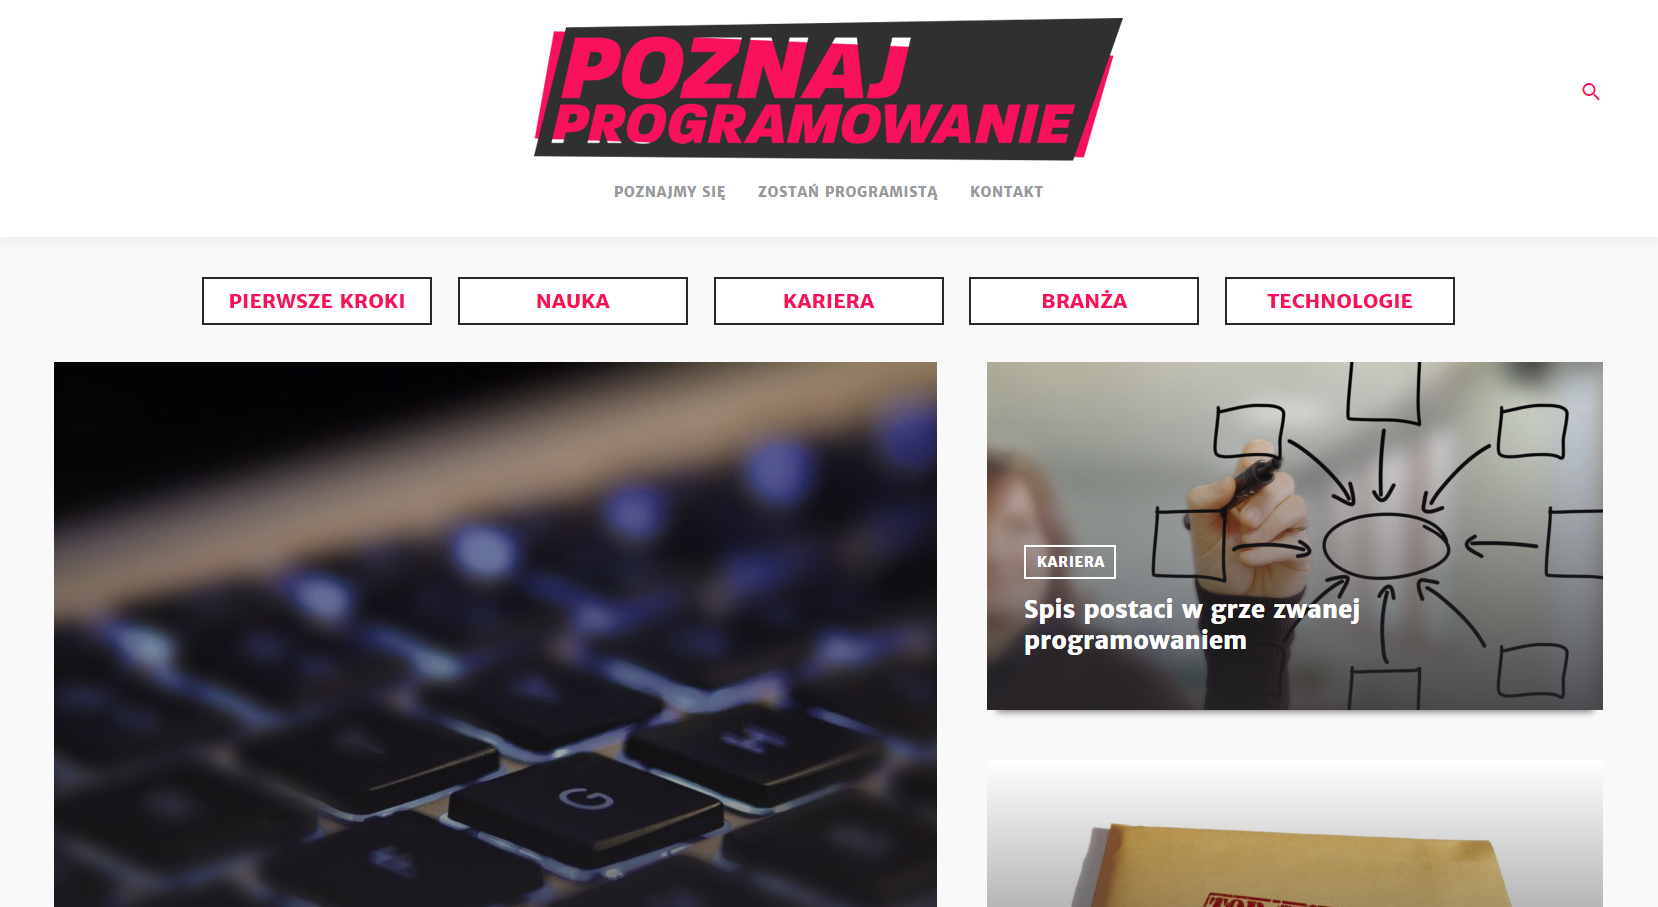 POZNAJ
PROGRAMOWANIE
POZNAJMY SIĘ
ZOSTAŃ PROGRAMISTĄ
KONTAKT
PIERWSZE KROKI
NAUKA
KARIERA
BRANŻA
TECHNOLOGIE
KARIERA
Spis postaci w grze zwanej
programowaniem
H
G
TOP